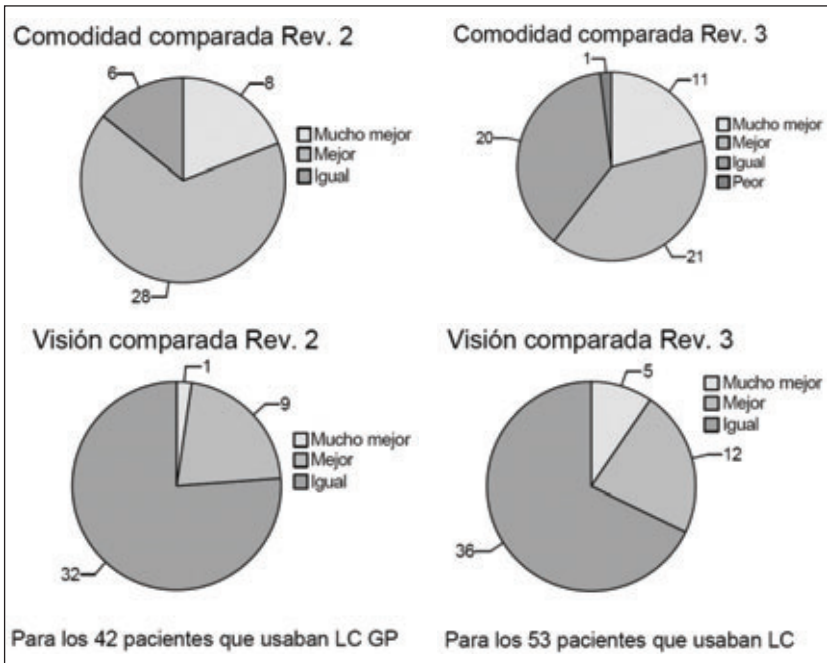 Comodidad comparada Rev. 2
6
8
Mucho mejor
Mejor
Igual
28
Comodidad comparada Rev. 3
1
11
Mucho mejor
Mejor
Igual
Peor
20
21
Visión comparada Rev. 2
1
9
Mucho mejor
Mejor
Igual
32
Visión comparada Rev. 3
5
Mucho mejor
Mejor
Igual
12
36
Para los 42 pacientes que usaban LC GP
Para los 53 pacientes que usaban LC